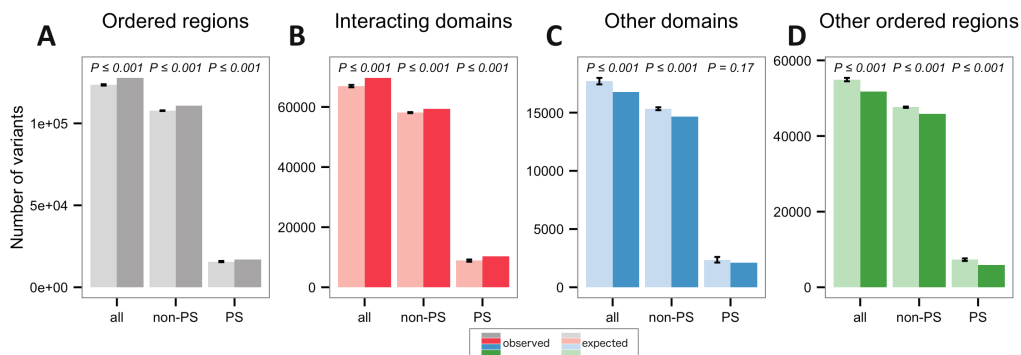 A Ordered regions
B Interacting domains
C Other domains
D Other ordered regions
Number of variants
P ≤ 0.001 P ≤ 0.001 P ≤ 0.001
1e+05
5e+04
0e+00
all non-PS PS
P ≤ 0.001 P ≤ 0.001 P ≤ 0.001
60000
40000
20000
0
all non-PS PS
P ≤ 0.001 P ≤ 0.001 P = 0.17
15000
10000
5000
0
all non-PS PS
P ≤ 0.001 P ≤ 0.001 P ≤ 0.001
60000
40000
20000
0
all non-PS PS
observed expected